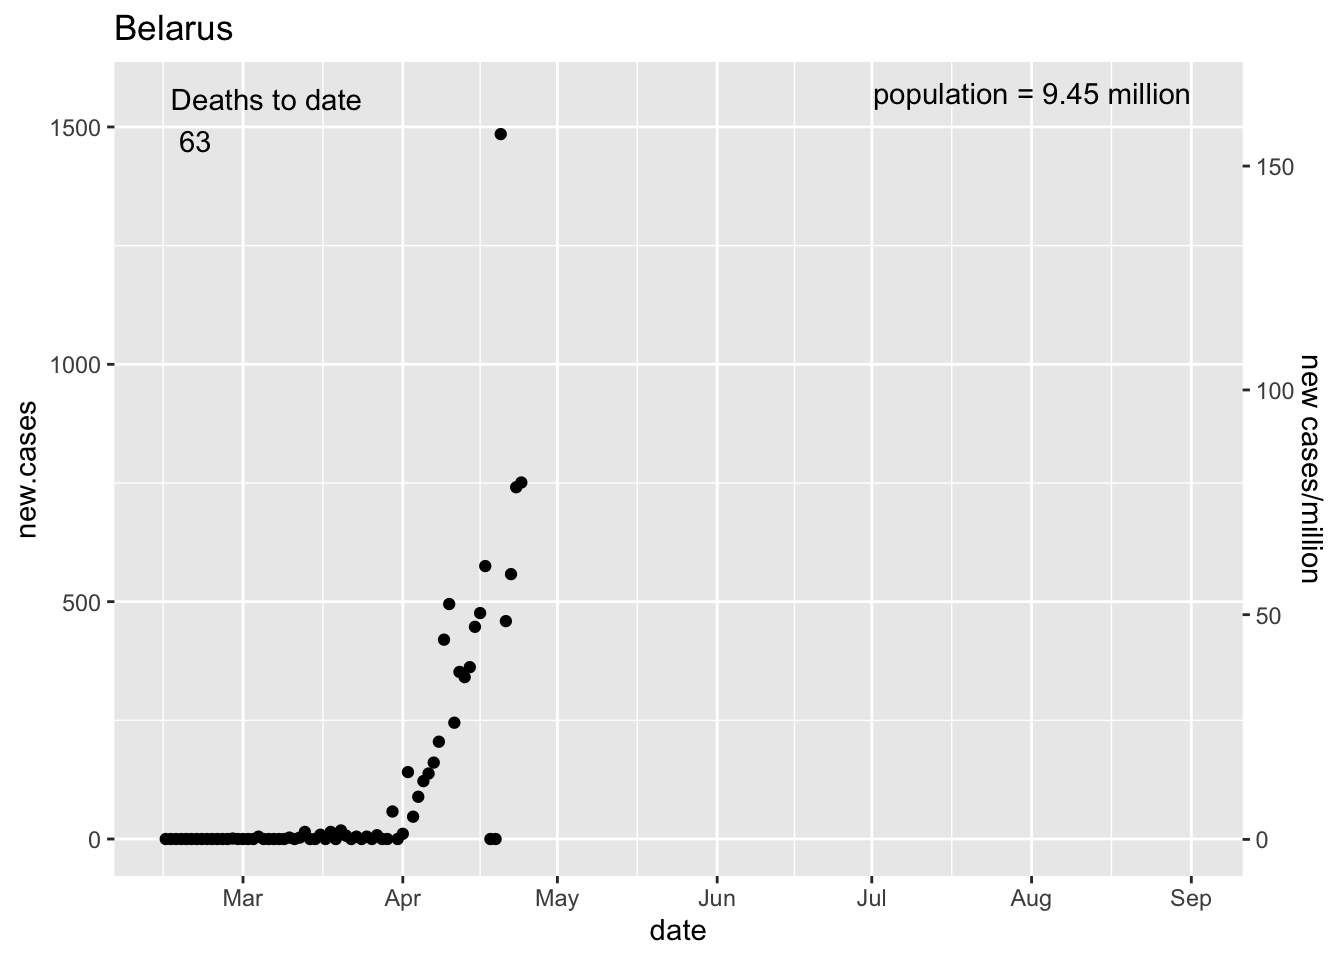 Belarus
Deaths to date
63
population = 9.45 million
1500
1000
500
0
new.cases
150
100
50
0
new cases/million
Mar Apr May Jun Jul Aug Sep
date